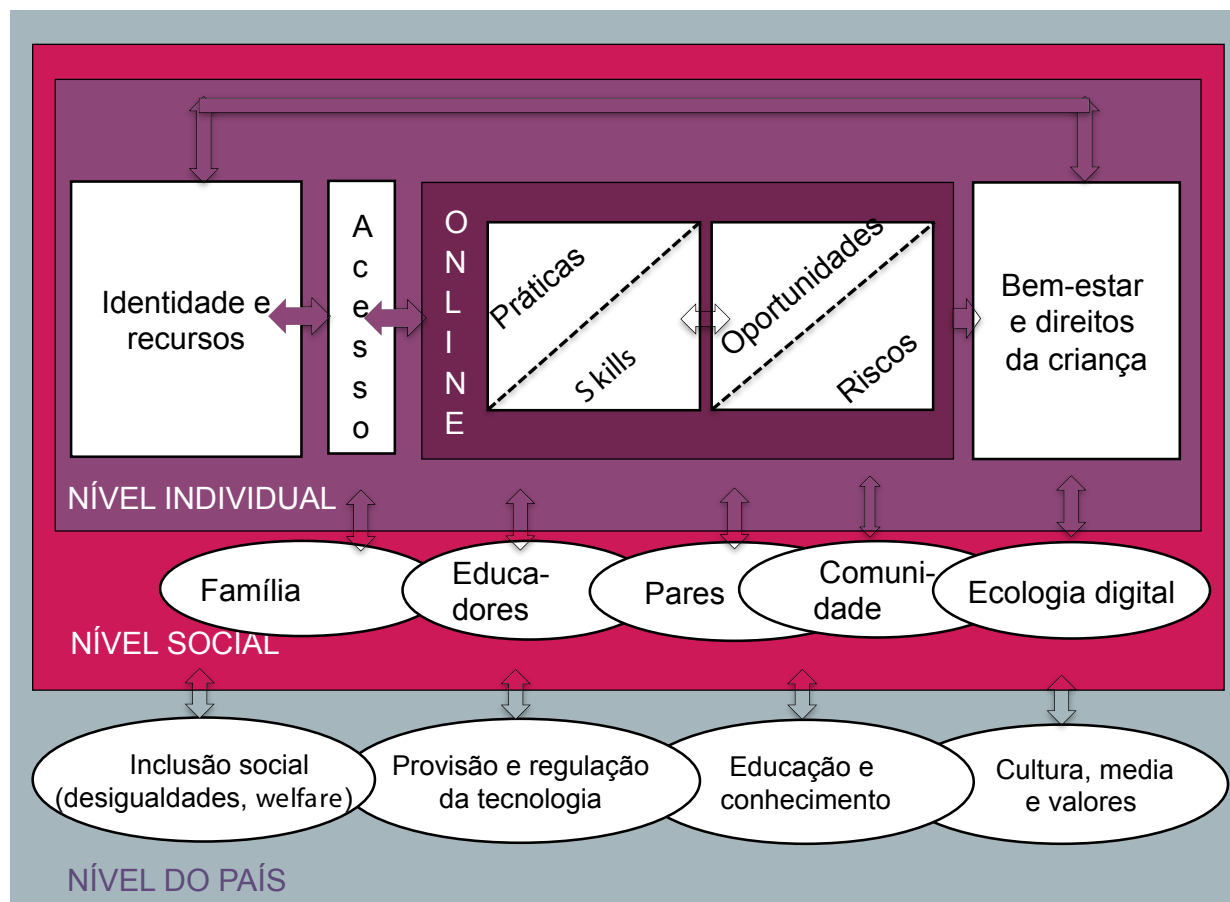 Identidade e
recursos
Acesso
ONLINE
Práticas
Skills
Oportunidades
Riscos
Bem-estar
e direitos
da criança
NÍVEL INDIVIDUAL
Família
Educa-
dores
Pares
Comuni-
dade
Ecologia digital
NÍVEL SOCIAL
Inclusão social
(desigualdades, welfare)
Provisão e regulação
da tecnologia
Educação e
conhecimento
Cultura, media
e valores
NÍVEL DO PAÍS